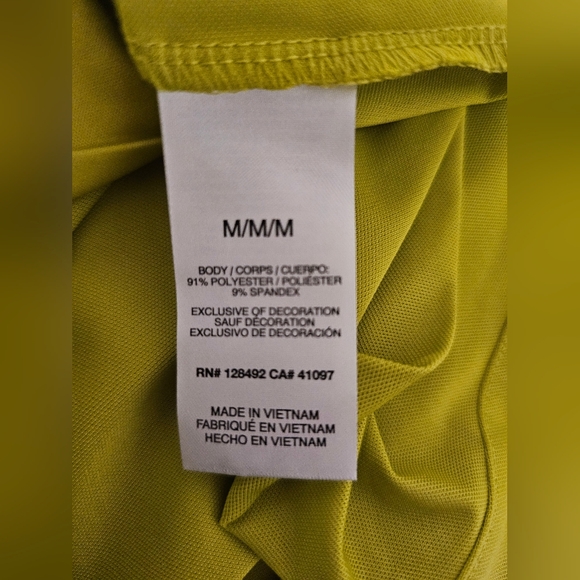 M/M/M
BODY / CORPS / CUERPO:
91% POLYESTER / POLIÉSTER
9% SPANDEX
EXCLUSIVE OF DECORATION
SAUF DÉCORATION
EXCLUSIVO DE DECORACIÓN
RN# 128492 CA# 41097
MADE IN VIETNAM
FABRIQUÉ EN VIETNAM
HECHO EN VIETNAM